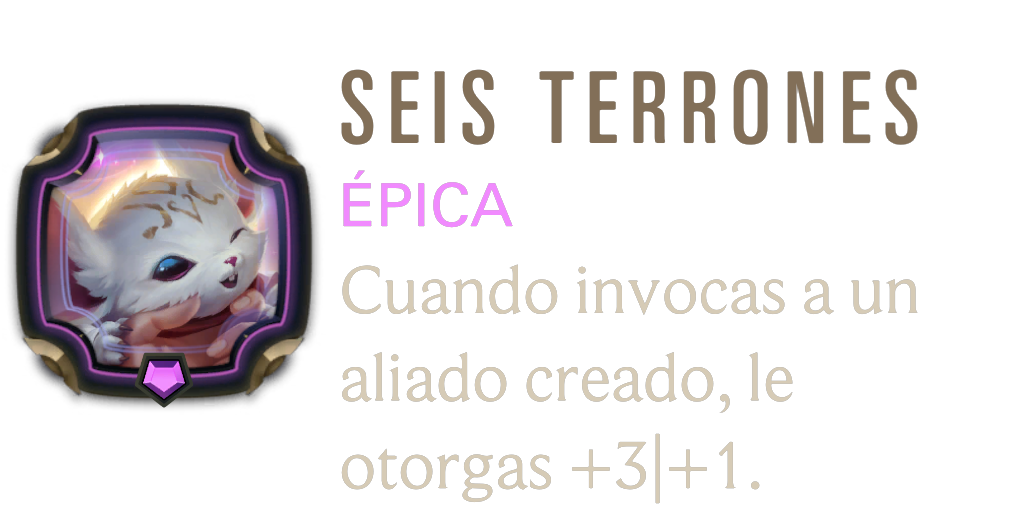 SEIS TERRONES
ÉPICA
Cuando invocas a un
aliado creado, le
otorgas +3|+1.